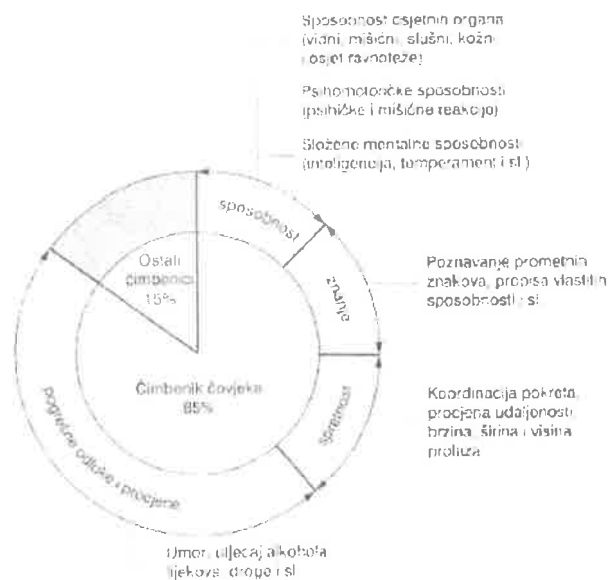 Sposobnost osjetnih organa
(vidni, mišićni, slušni, kožni
i osjet ravnoteže)
Psihomotoričke sposobnosti
(psihičke i mišićne reakcije)
Složene mentalne sposobnosti
(inteligencija, temperament i sl.)
sposobnost
Ostali
čimbenici
15%
znanje
Poznavanje prometnih
znakova, propisa vlastitih
sposobnosti i sl.
Čimbenik čovjeka
85%
spretnost
Koordinacija pokreta,
procjena udaljenosti,
brzina, širina i visina
prolaza
pogrešne odluke i procjene
Umor, utjecaj alkohola
lijekova, droge i sl.